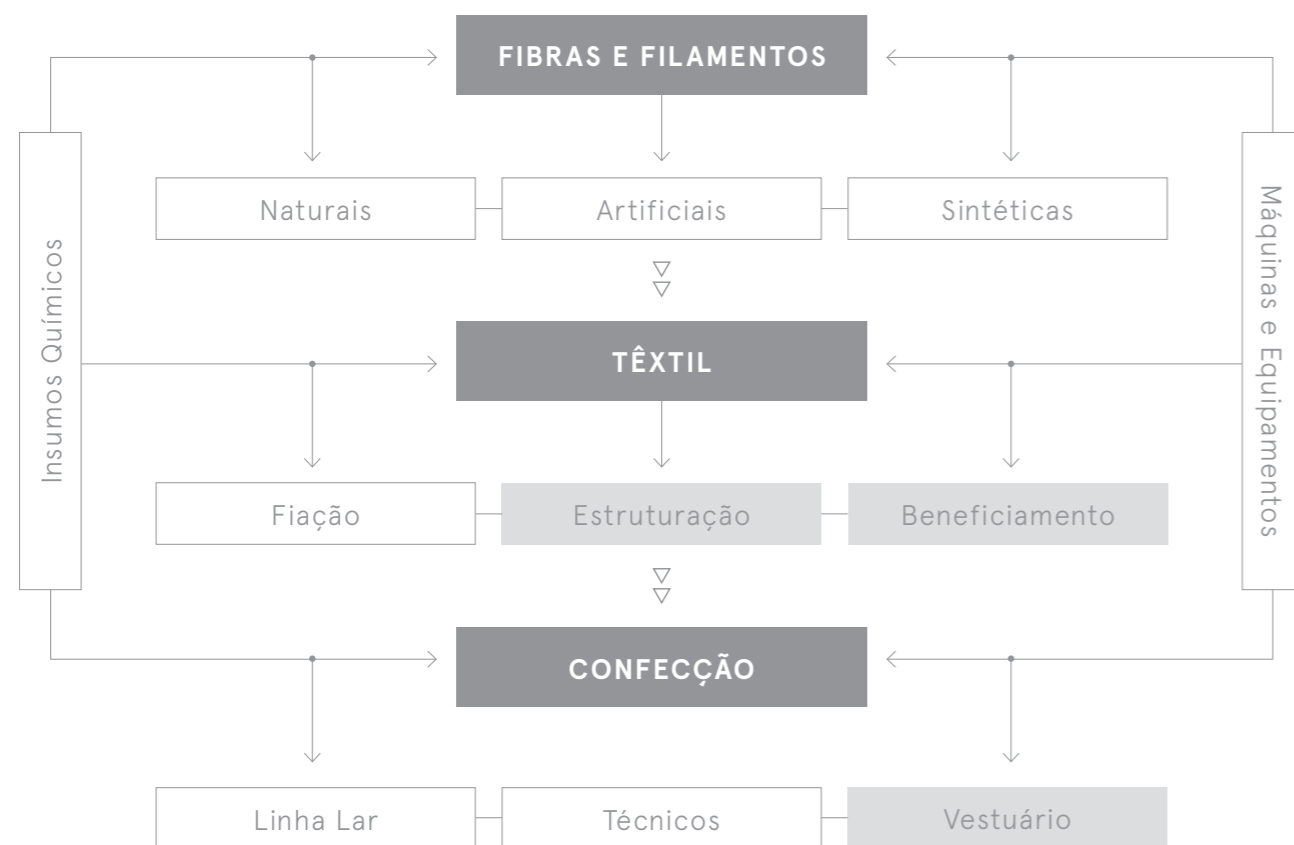 FIBRAS E FILAMENTOS
Naturais
Artificiais
Sintéticas
Insumos Químicos
Máquinas e Equipamentos
TÊXTIL
Fiação
Estruturação
Beneficiamento
CONFECÇÃO
Linha Lar
Técnicos
Vestuário